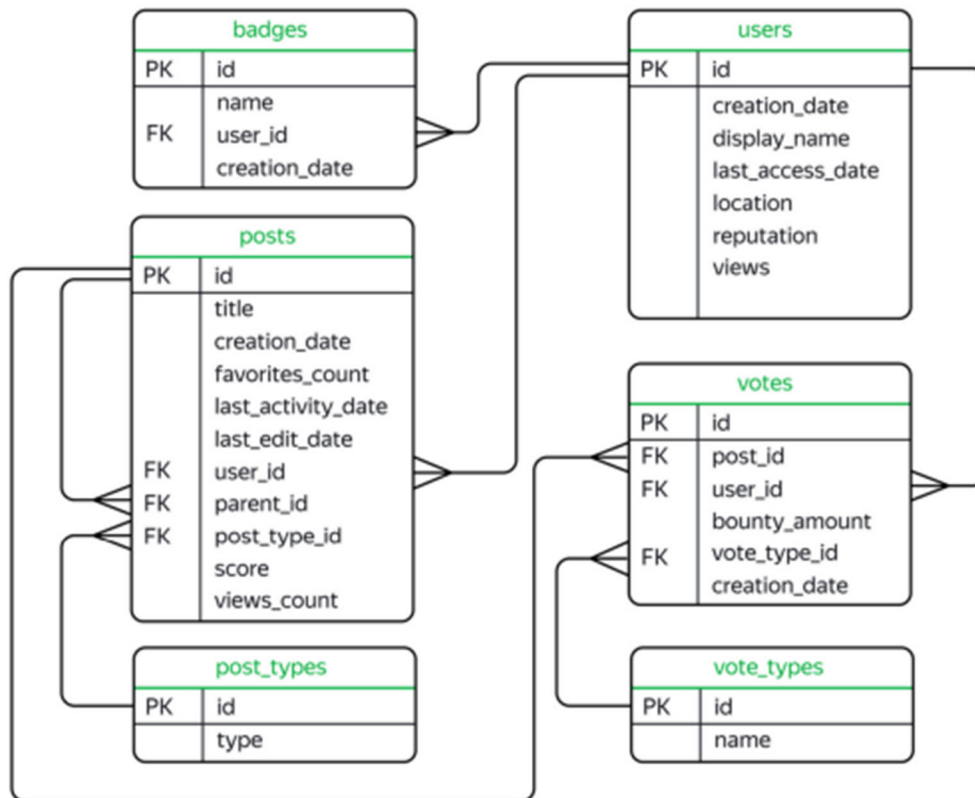 badges
PK id
name
FK user_id
creation_date
users
PK id
creation_date
display_name
last_access_date
location
reputation
views
posts
PK id
title
creation_date
favorites_count
last_activity_date
last_edit_date
FK user_id
FK parent_id
FK post_type_id
score
views_count
votes
PK id
FK post_id
FK user_id
bounty_amount
FK vote_type_id
creation_date
post_types
PK id
type
vote_types
PK id
name